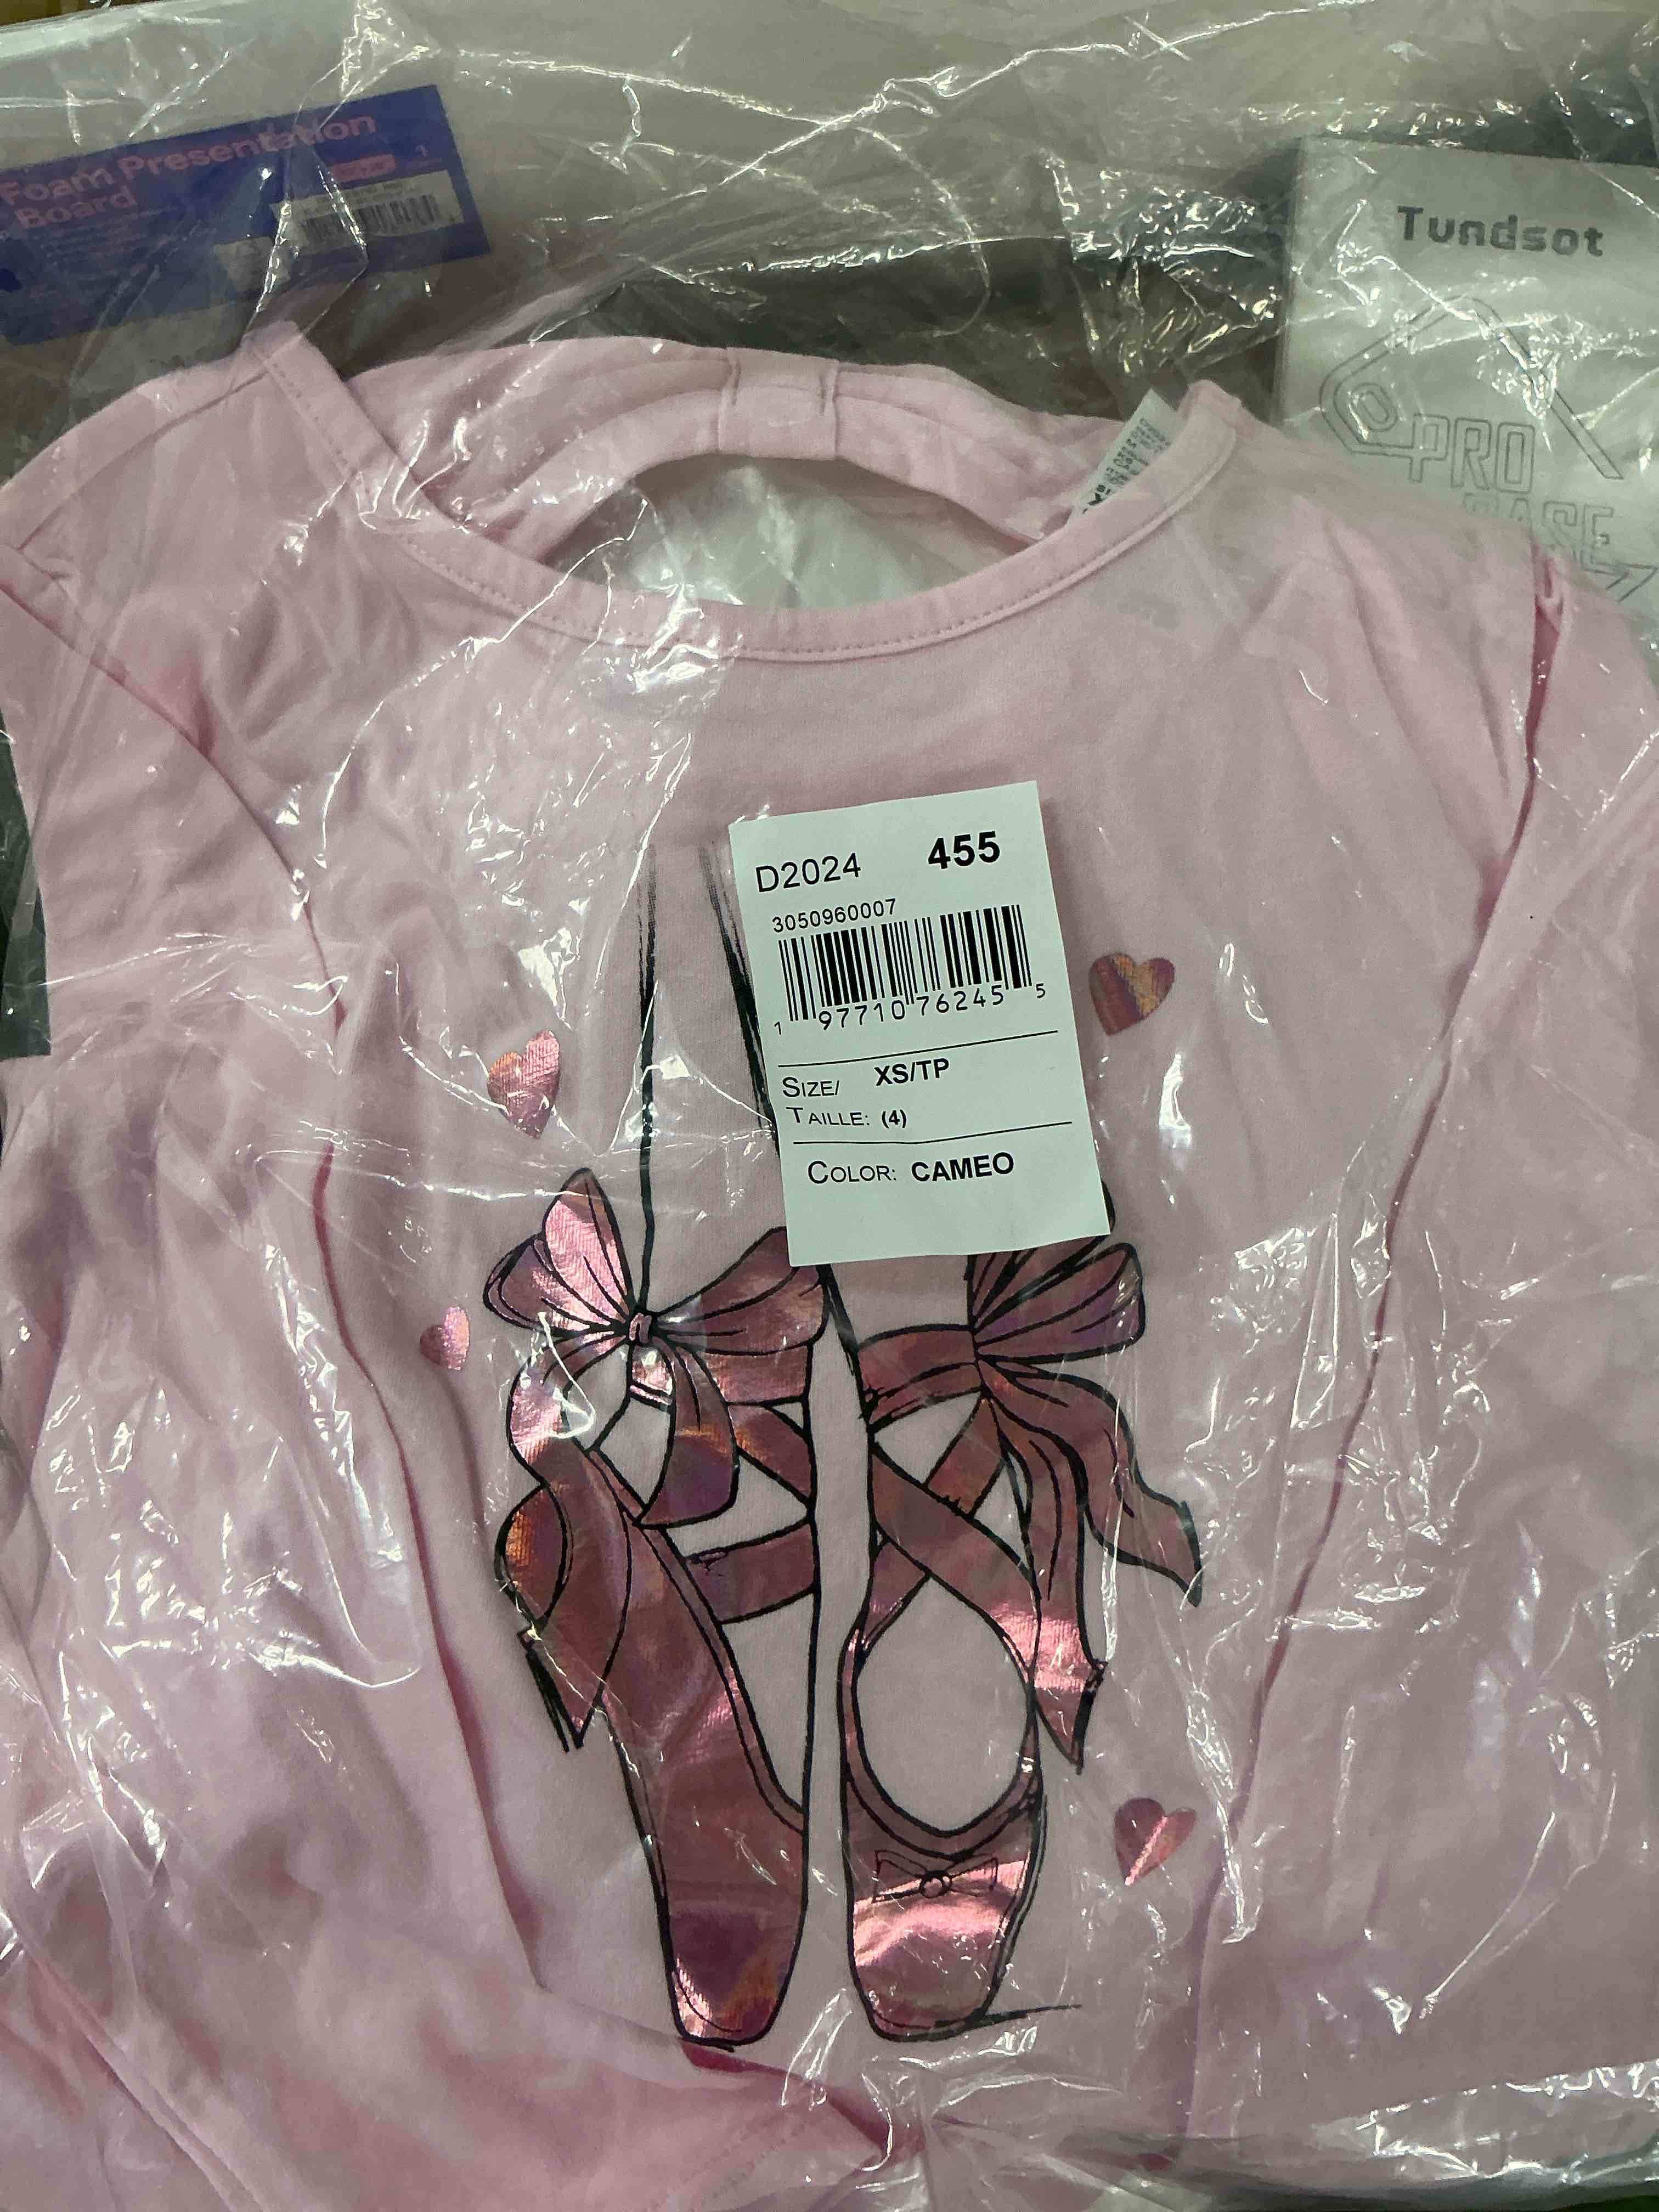 Foam Presentation
Board
Tundsot
PRO
CASE
D2024 455
3050960007
1 97710 76245 5
SIZE/ XS/TP
TAILLE: (4)
COLOR: CAMEO